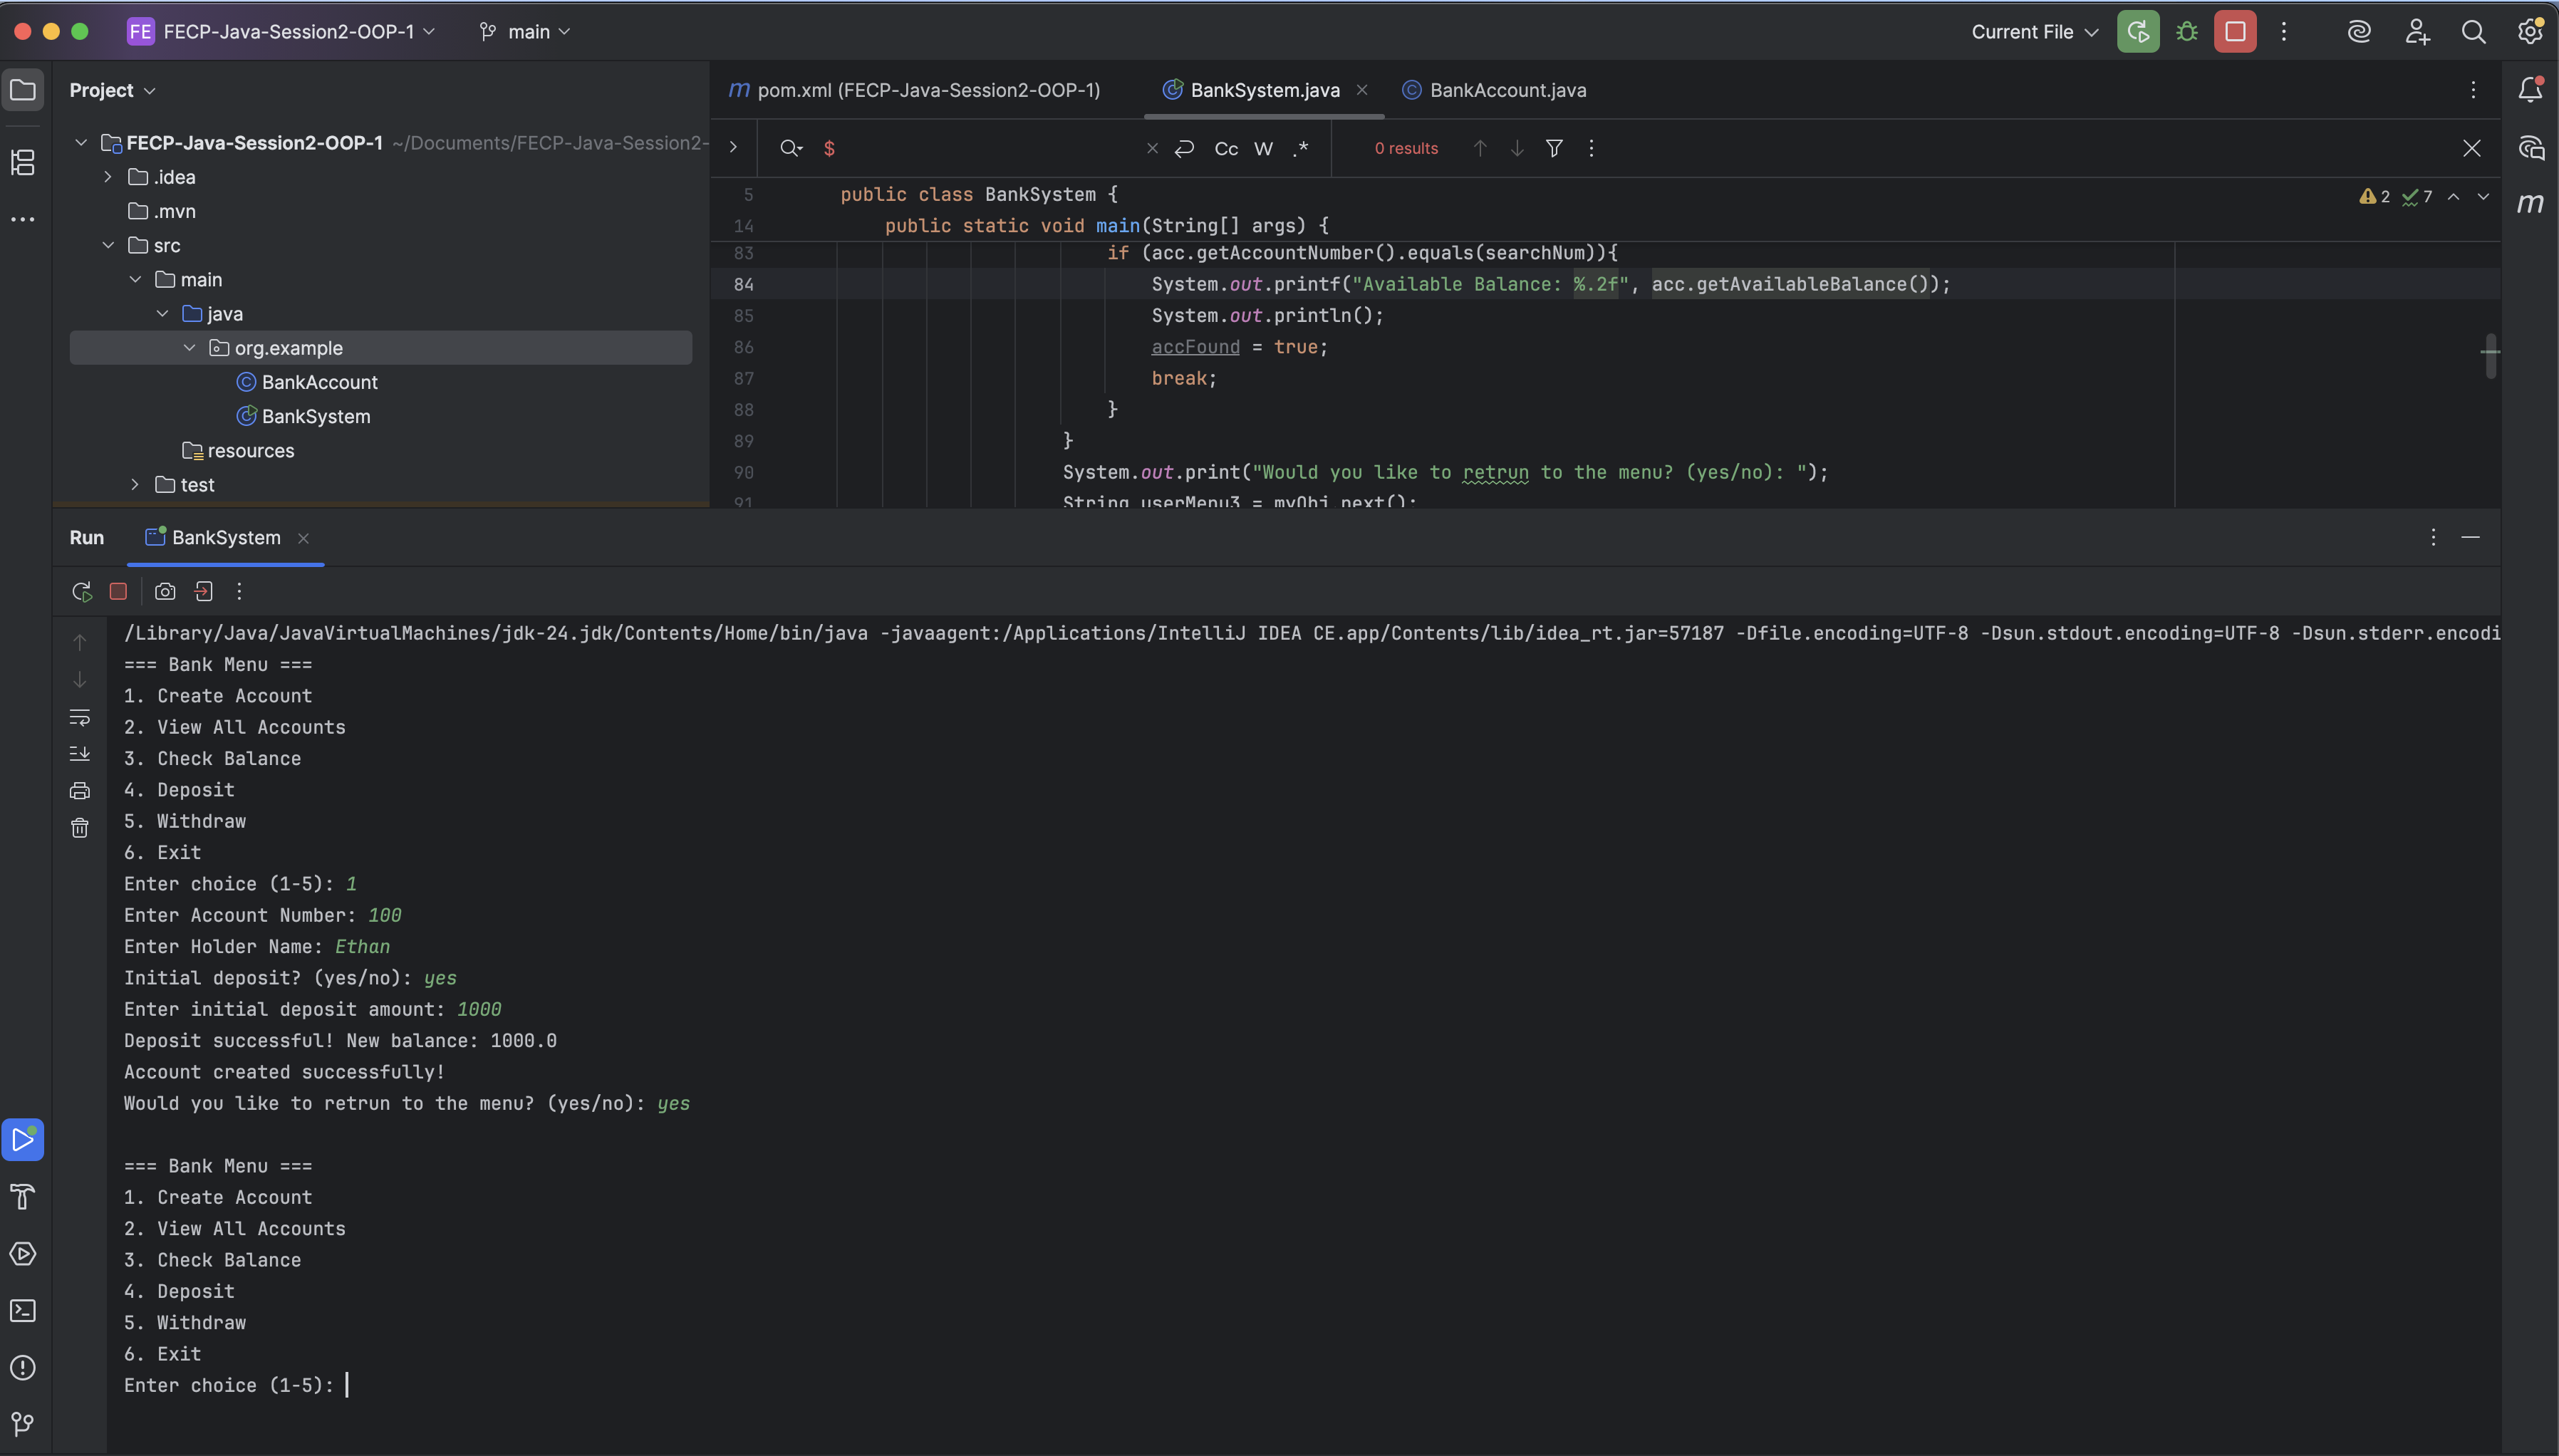 FE FECP-Java-Session2-OOP-1 main Current File
Project
FECP-Java-Session2-OOP-1 ~/Documents/FECP-Java-Session2-
.idea
.mvn
src
main
java
org.example
BankAccount
BankSystem
resources
test
m pom.xml (FECP-Java-Session2-OOP-1) BankSystem.java BankAccount.java
$ Cc W .* 0 results
5 public class BankSystem {
2 7
14 public static void main(String[] args) {
83 if (acc.getAccountNumber().equals(searchNum)){
84 System.out.printf("Available Balance: %.2f", acc.getAvailableBalance());
85 System.out.println();
86 accFound = true;
87 break;
88 }
89 }
90 System.out.print("Would you like to retrun to the menu? (yes/no): ");
91 String userMenu3 = myObj.next();
m
Run BankSystem
/Library/Java/JavaVirtualMachines/jdk-24.jdk/Contents/Home/bin/java -javaagent:/Applications/IntelliJ IDEA CE.app/Contents/lib/idea_rt.jar=57187 -Dfile.encoding=UTF-8 -Dsun.stdout.encoding=UTF-8 -Dsun.stderr.encodi
=== Bank Menu ===
1. Create Account
2. View All Accounts
3. Check Balance
4. Deposit
5. Withdraw
6. Exit
Enter choice (1-5): 1
Enter Account Number: 100
Enter Holder Name: Ethan
Initial deposit? (yes/no): yes
Enter initial deposit amount: 1000
Deposit successful! New balance: 1000.0
Account created successfully!
Would you like to retrun to the menu? (yes/no): yes
=== Bank Menu ===
1. Create Account
2. View All Accounts
3. Check Balance
4. Deposit
5. Withdraw
6. Exit
Enter choice (1-5):